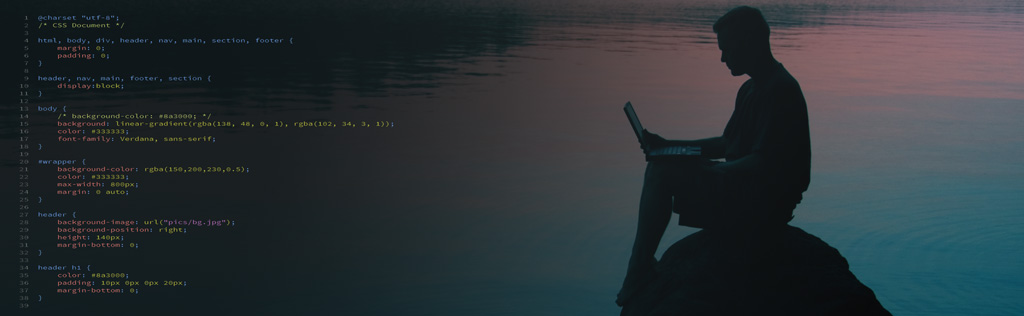 1 @charset "utf-8";
2 /* CSS Document */
3
4 html, body, div, header, nav, main, section, footer {
5 margin: 0;
6 padding: 0;
7 }
8
9 header, nav, main, footer, section {
10 display:block;
11 }
12
13 body {
14 /* background-color: #8a3000; */
15 background: linear-gradient(rgba(138, 48, 0, 1), rgba(102, 34, 3, 1));
16 color: #333333;
17 font-family: Verdana, sans-serif;
18 }
19
20 #wrapper {
21 background-color: rgba(150,200,230,0.5);
22 color: #333333;
23 max-width: 800px;
24 margin: 0 auto;
25 }
26
27 header {
28 background-image: url("pics/bg.jpg");
29 background-position: right;
30 height: 140px;
31 margin-bottom: 0;
32 }
33
34 header h1 {
35 color: #8a3000;
36 padding: 10px 0px 0px 20px;
37 margin-bottom: 0;
38 }
39